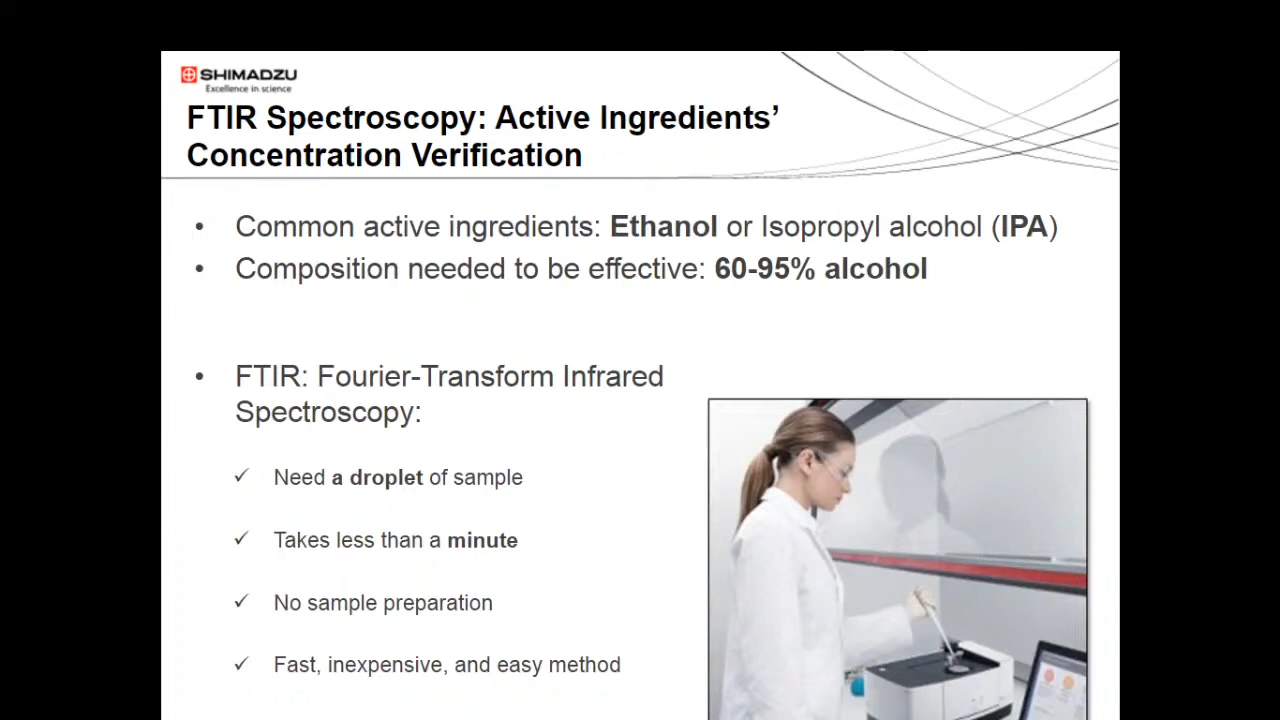 SHIMADZU
Excellence in science
FTIR Spectroscopy: Active Ingredients’
Concentration Verification
• Common active ingredients: Ethanol or Isopropyl alcohol (IPA)
• Composition needed to be effective: 60-95% alcohol
• FTIR: Fourier-Transform Infrared
Spectroscopy:
✓ Need a droplet of sample
✓ Takes less than a minute
✓ No sample preparation
✓ Fast, inexpensive, and easy method